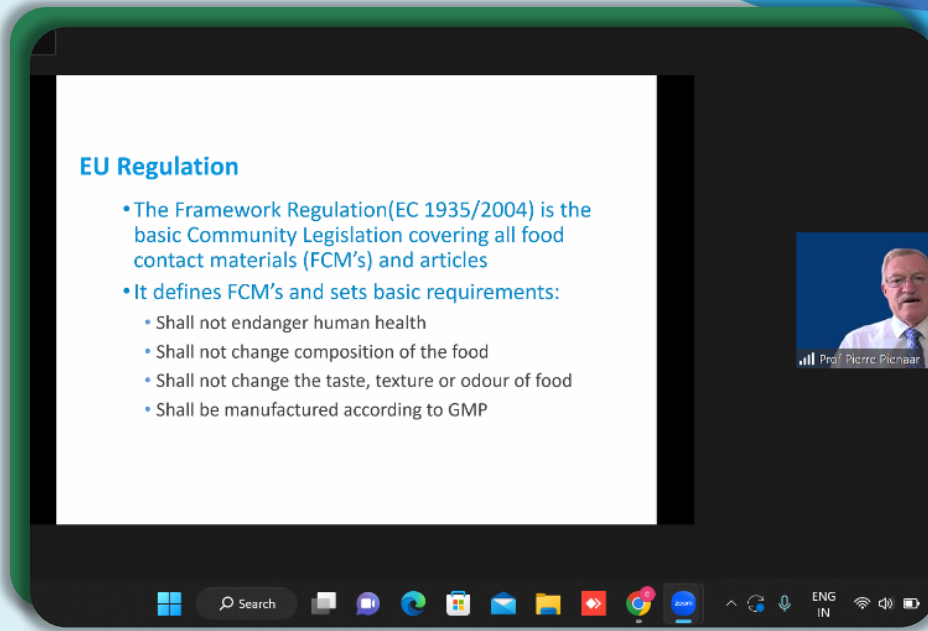 EU Regulation
• The Framework Regulation(EC 1935/2004) is the
basic Community Legislation covering all food
contact materials (FCM's) and articles
• It defines FCM's and sets basic requirements:
• Shall not endanger human health
• Shall not change composition of the food
• Shall not change the taste, texture or odour of food
• Shall be manufactured according to GMP
Prof Pierre Pienaar
Search
zoom
ENG
IN